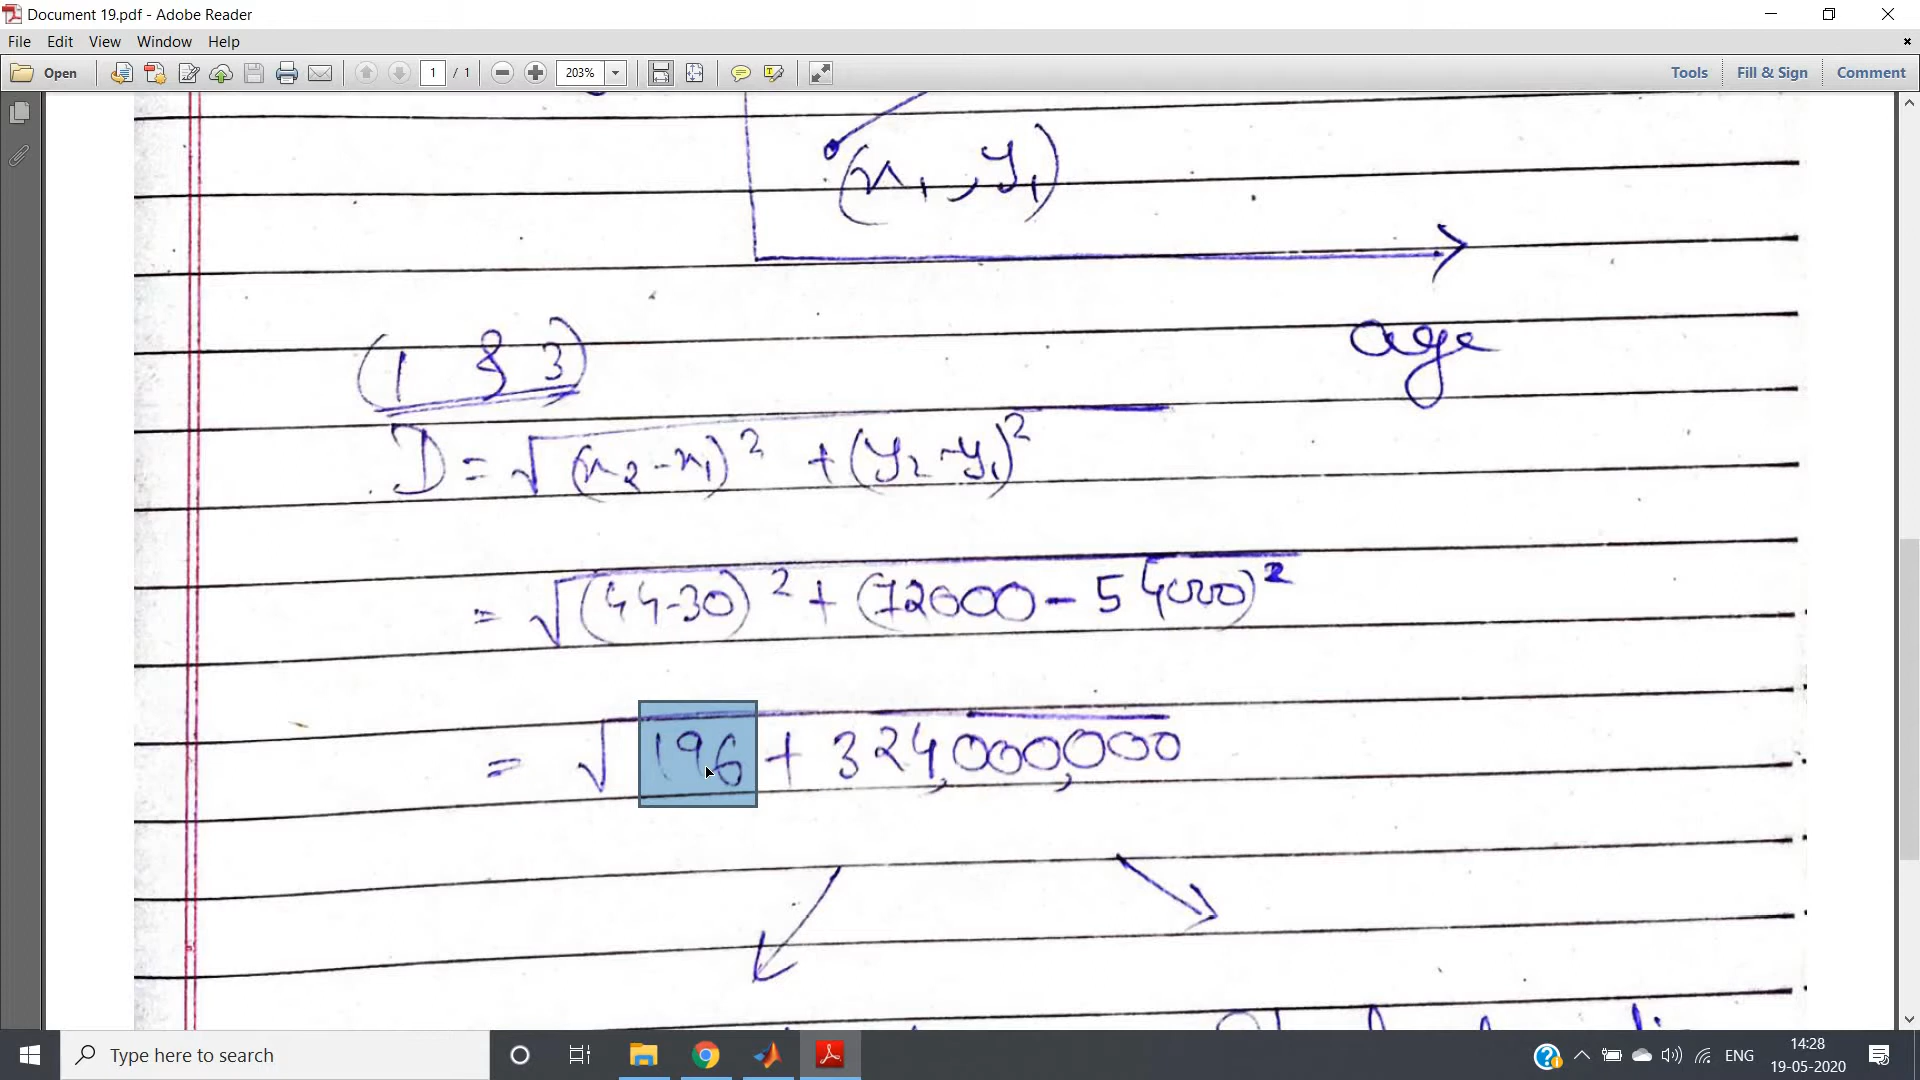 Document 19.pdf - Adobe Reader
File Edit View Window Help
Open 1 / 1 203% Tools Fill & Sign Comment
(x₁, y₁)
age
(1 & 3)
D = √(x₂-x₁)² + (y₂-y₁)²
= √(44-30)² + (72000-54000)²
= √196 + 324,000,000
Type here to search
ENG
14:28
19-05-2020